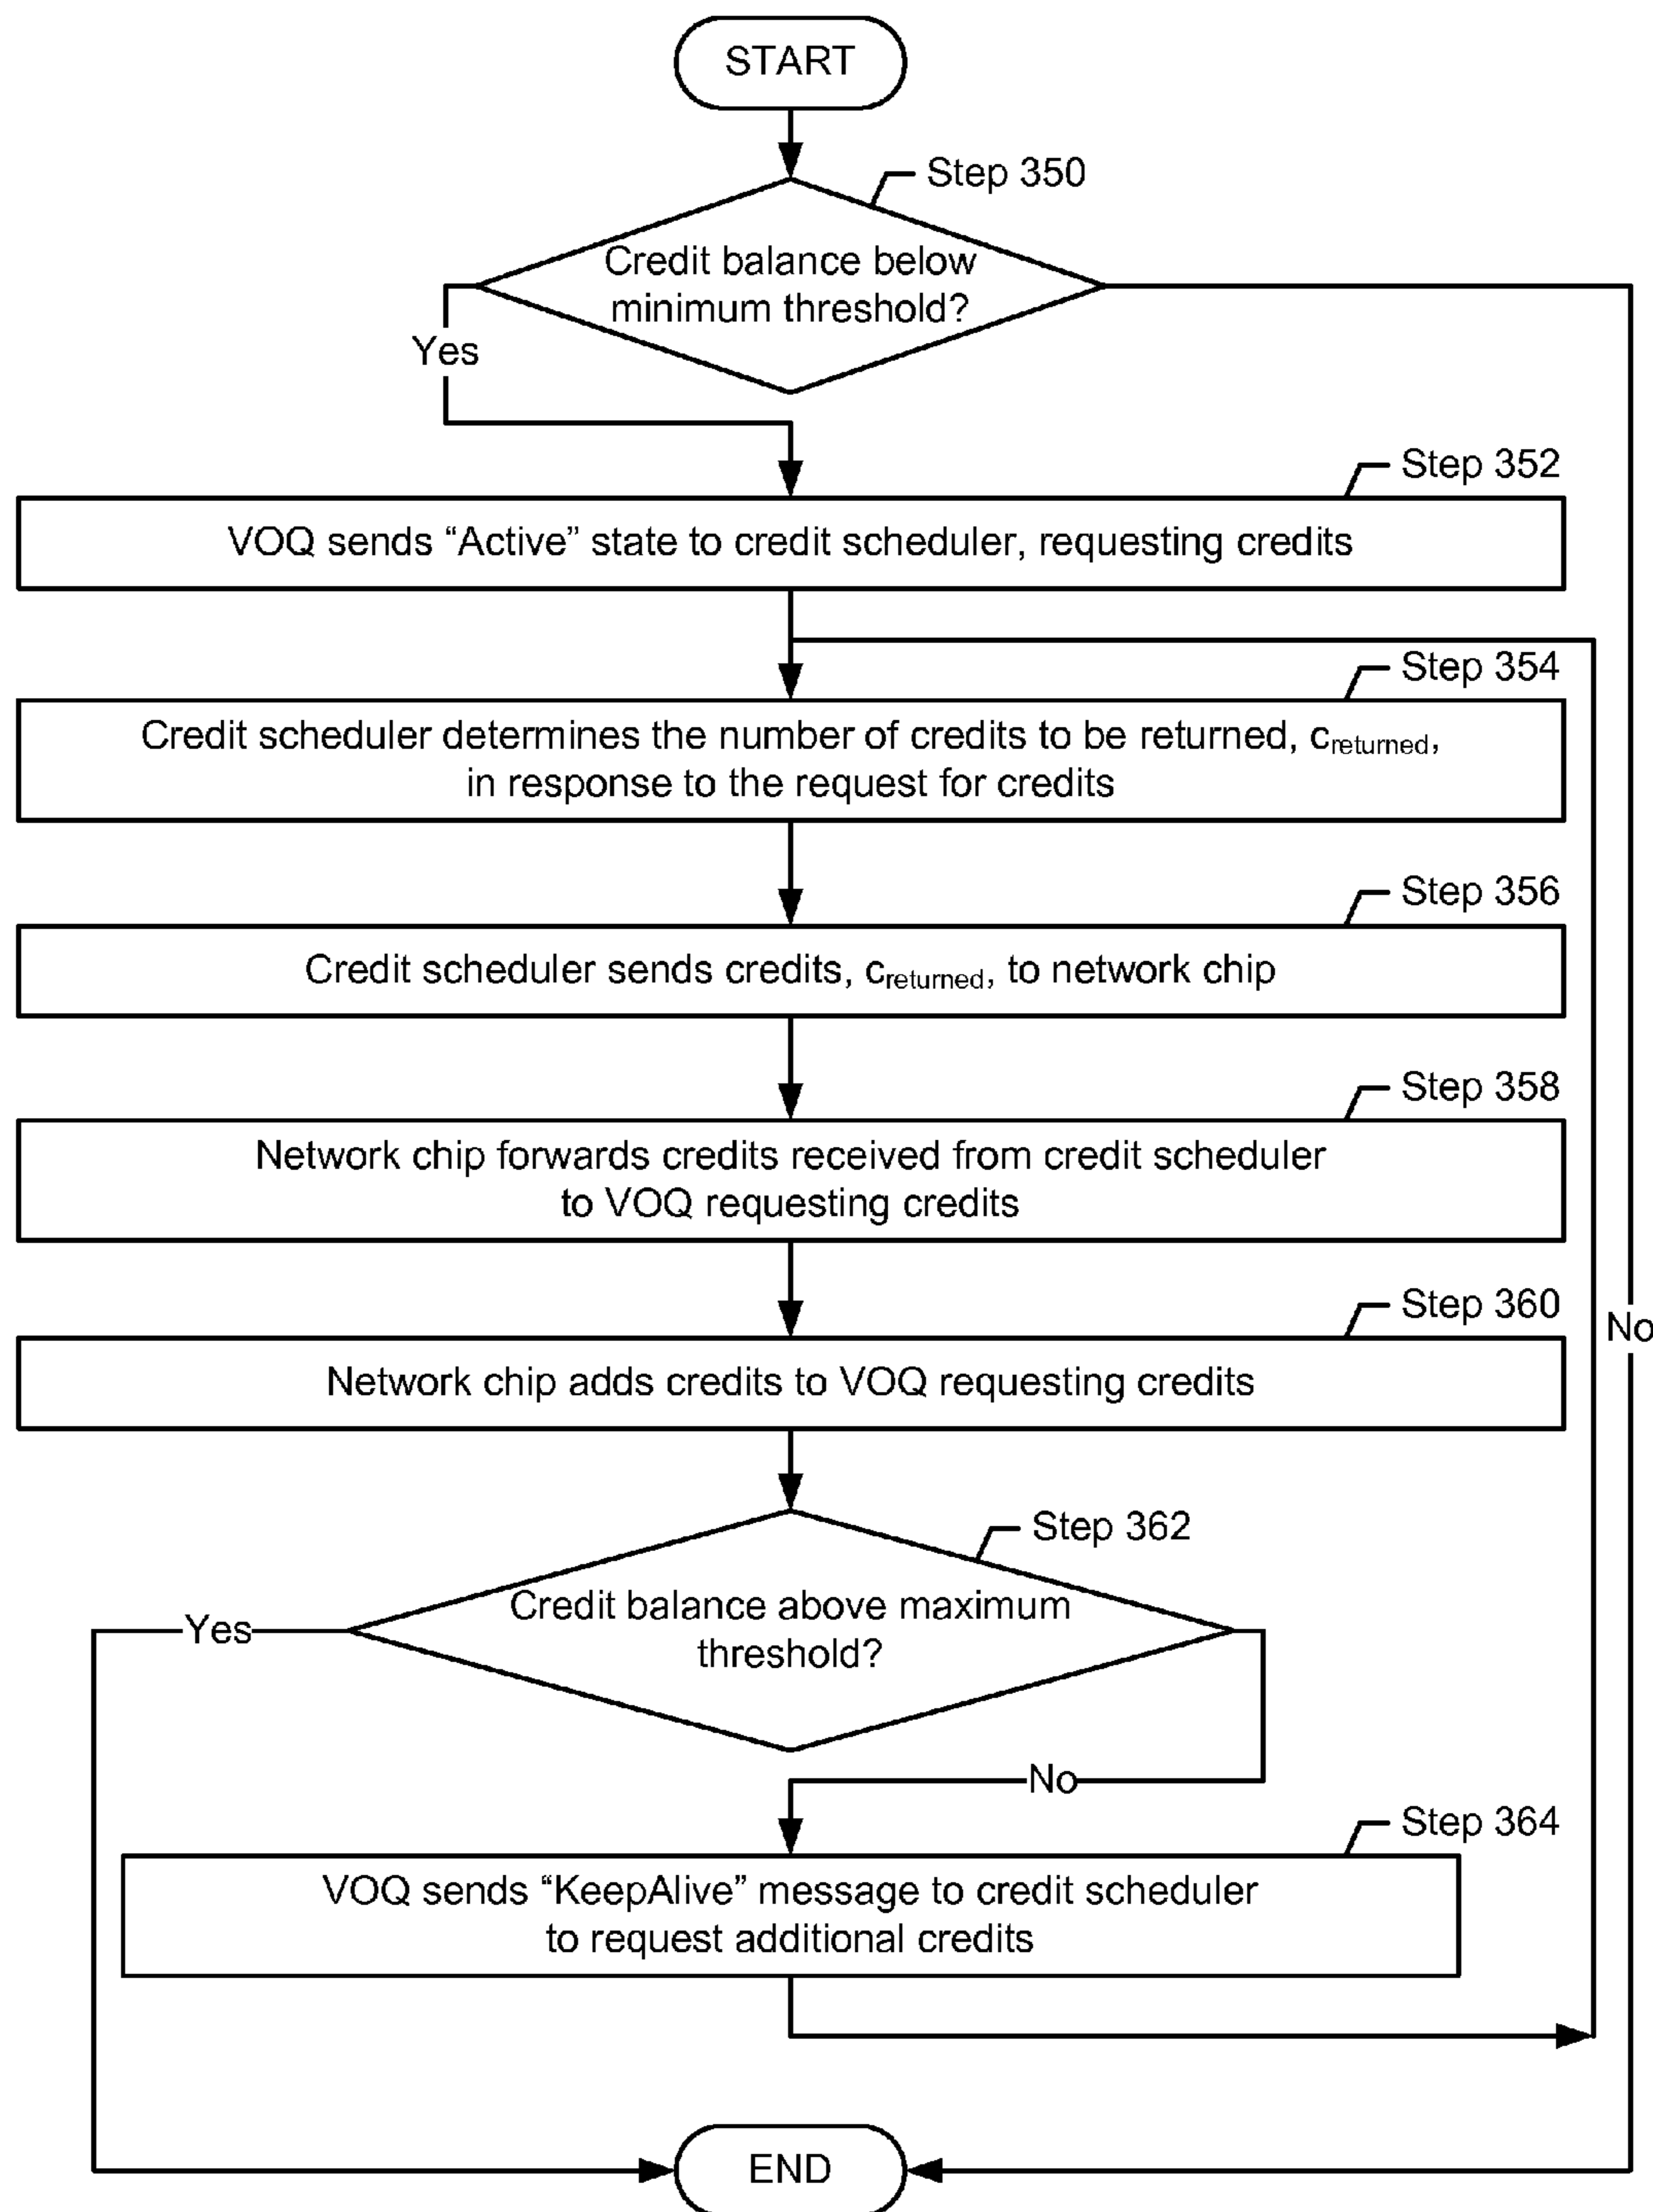 START
Step 350
Credit balance below
minimum threshold?
Yes
Step 352
VOQ sends “Active” state to credit scheduler, requesting credits
Step 354
Credit scheduler determines the number of credits to be returned, c_returned,
in response to the request for credits
Step 356
Credit scheduler sends credits, c_returned, to network chip
Step 358
Network chip forwards credits received from credit scheduler
to VOQ requesting credits
Step 360
No
Network chip adds credits to VOQ requesting credits
Step 362
Credit balance above maximum
threshold?
Yes
No
Step 364
VOQ sends “KeepAlive” message to credit scheduler
to request additional credits
END